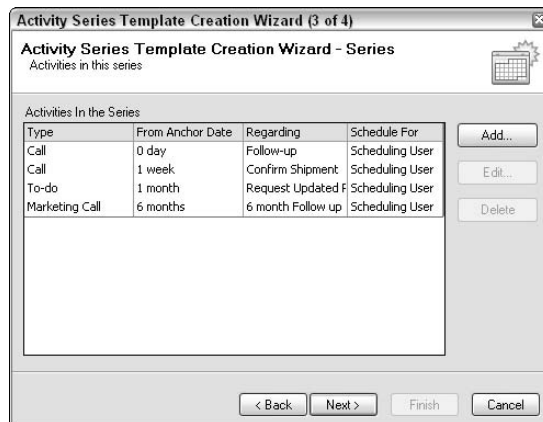 Activity Series Template Creation Wizard (3 of 4)
Activity Series Template Creation Wizard - Series
Activities in this series
Activities In the Series
Type From Anchor Date Regarding Schedule For
Call 0 day Follow-up Scheduling User
Call 1 week Confirm Shipment Scheduling User
To-do 1 month Request Updated Scheduling User
Marketing Call 6 months 6 month Follow up Scheduling User
Add...
Edit...
Delete
< Back Next > Finish Cancel